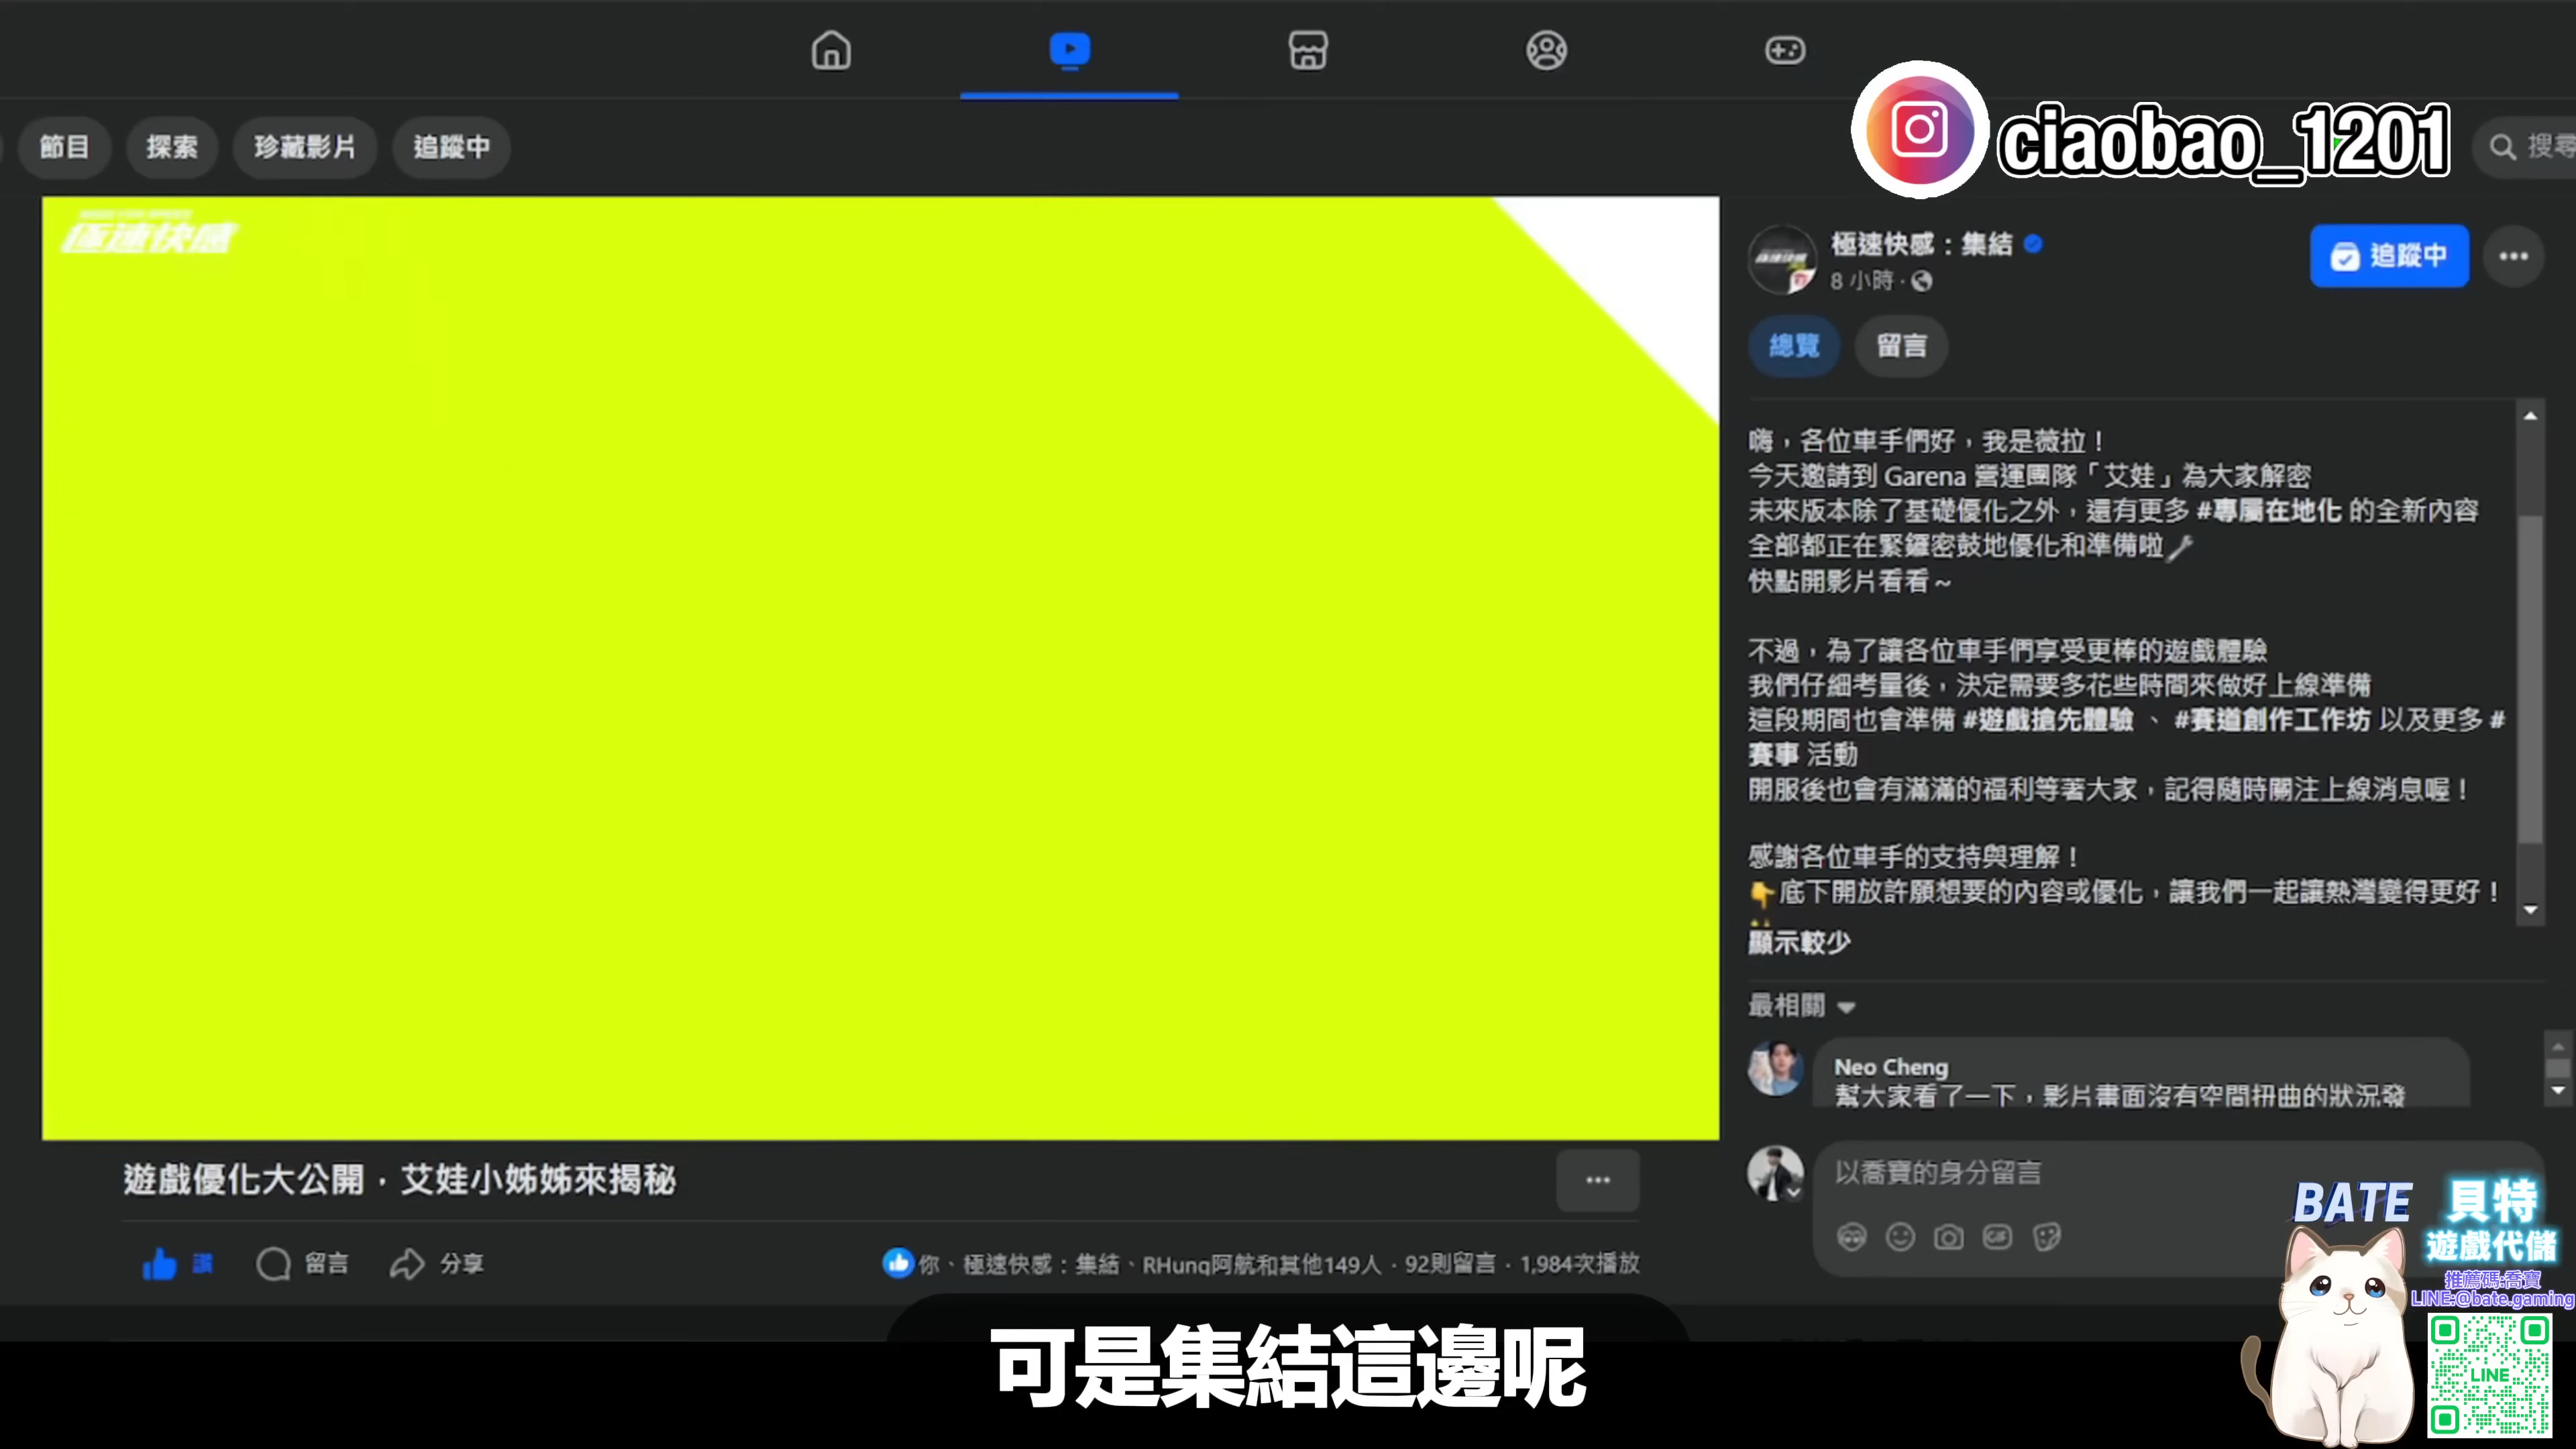 ciaobao_1201
節目
探索
珍藏影片
追蹤中
搜尋
極速快感
極速快感：集結
8 小時
追蹤中
總覽
留言
嗨，各位車手們好，我是薇拉！
今天邀請到 Garena 營運團隊「艾娃」為大家解密
未來版本除了基礎優化之外，還有更多 #專屬在地化 的全新內容
全部都正在緊鑼密鼓地優化和準備啦
快點開影片看看～
不過，為了讓各位車手們享受更棒的遊戲體驗
我們仔細考量後，決定需要多花些時間來做好上線準備
這段期間也會準備 #遊戲搶先體驗 、 #賽道創作工作坊 以及更多 #
賽事 活動
開服後也會有滿滿的福利等著大家，記得隨時關注上線消息喔！
感謝各位車手的支持與理解！
底下開放許願想要的內容或優化，讓我們一起讓熱灣變得更好！
顯示較少
最相關
Neo Cheng
幫大家看了一下，影片畫面沒有空間扭曲的狀況發
以喬寶的身分留言
遊戲優化大公開．艾娃小姊姊來揭秘
讚
留言
分享
你、極速快感：集結、RHung阿航和其他149人 · 92則留言 · 1,984次播放
BATE
貝特
遊戲代儲
推薦碼:喬寶
LINE:@bate.gaming
LINE
可是集結這邊呢